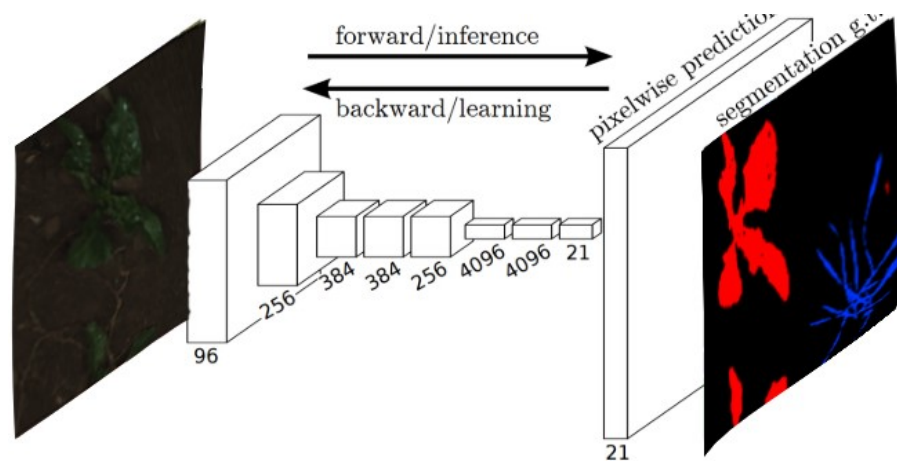 forward/inference
backward/learning
pixelwise prediction
segmentation g.t.
96
256
384
384
256
4096
4096
21
21